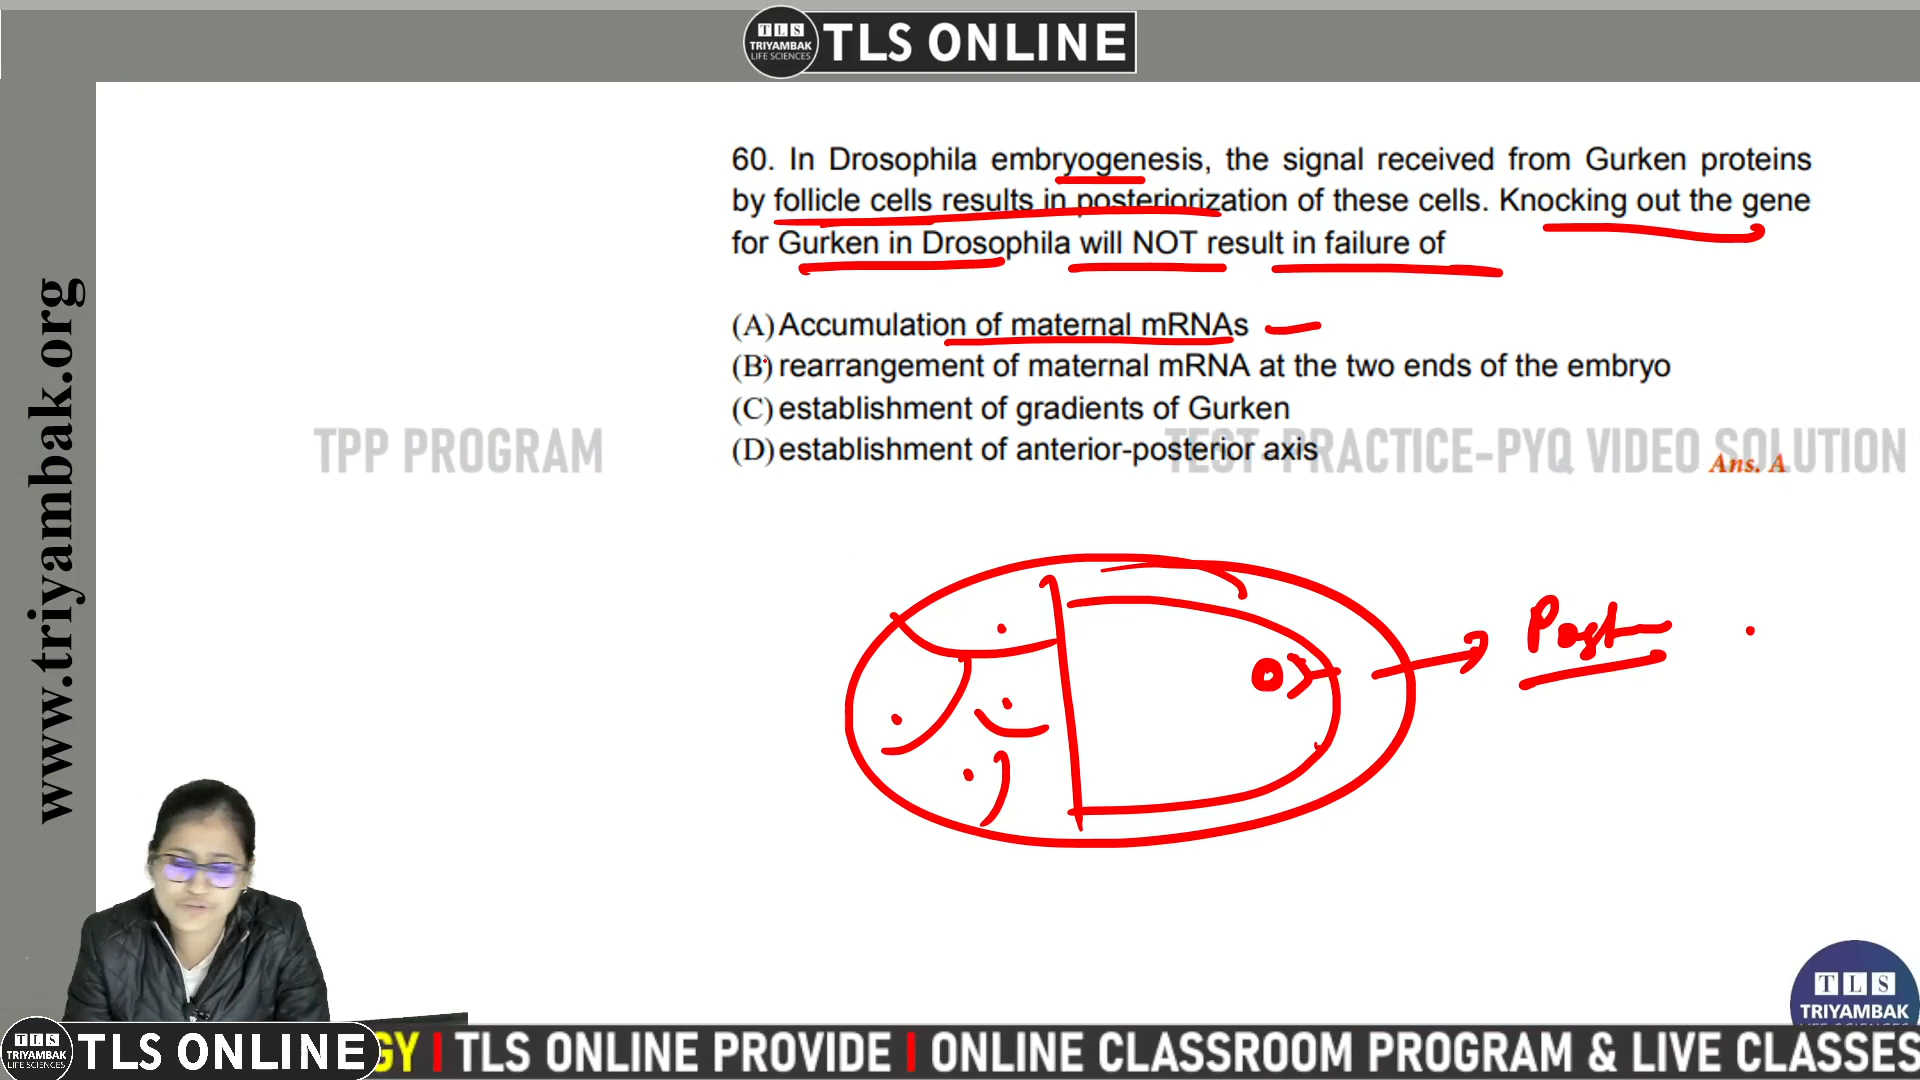 TLS
TRIYAMBAK
LIFE SCIENCES
TLS ONLINE
www.triyambak.org
60. In Drosophila embryogenesis, the signal received from Gurken proteins
by follicle cells results in posteriorization of these cells. Knocking out the gene
for Gurken in Drosophila will NOT result in failure of
(A) Accumulation of maternal mRNAs
(B) rearrangement of maternal mRNA at the two ends of the embryo
(C) establishment of gradients of Gurken
(D) establishment of anterior-posterior axis
TPP PROGRAM
TEST-PRACTICE-PYQ VIDEO SOLUTION
Ans. A
Post
TLS
TRIYAMBAK
TLS
TRIYAMBAK
LIFE SCIENCES
TLS ONLINE
GY | TLS ONLINE PROVIDE | ONLINE CLASSROOM PROGRAM & LIVE CLASSES